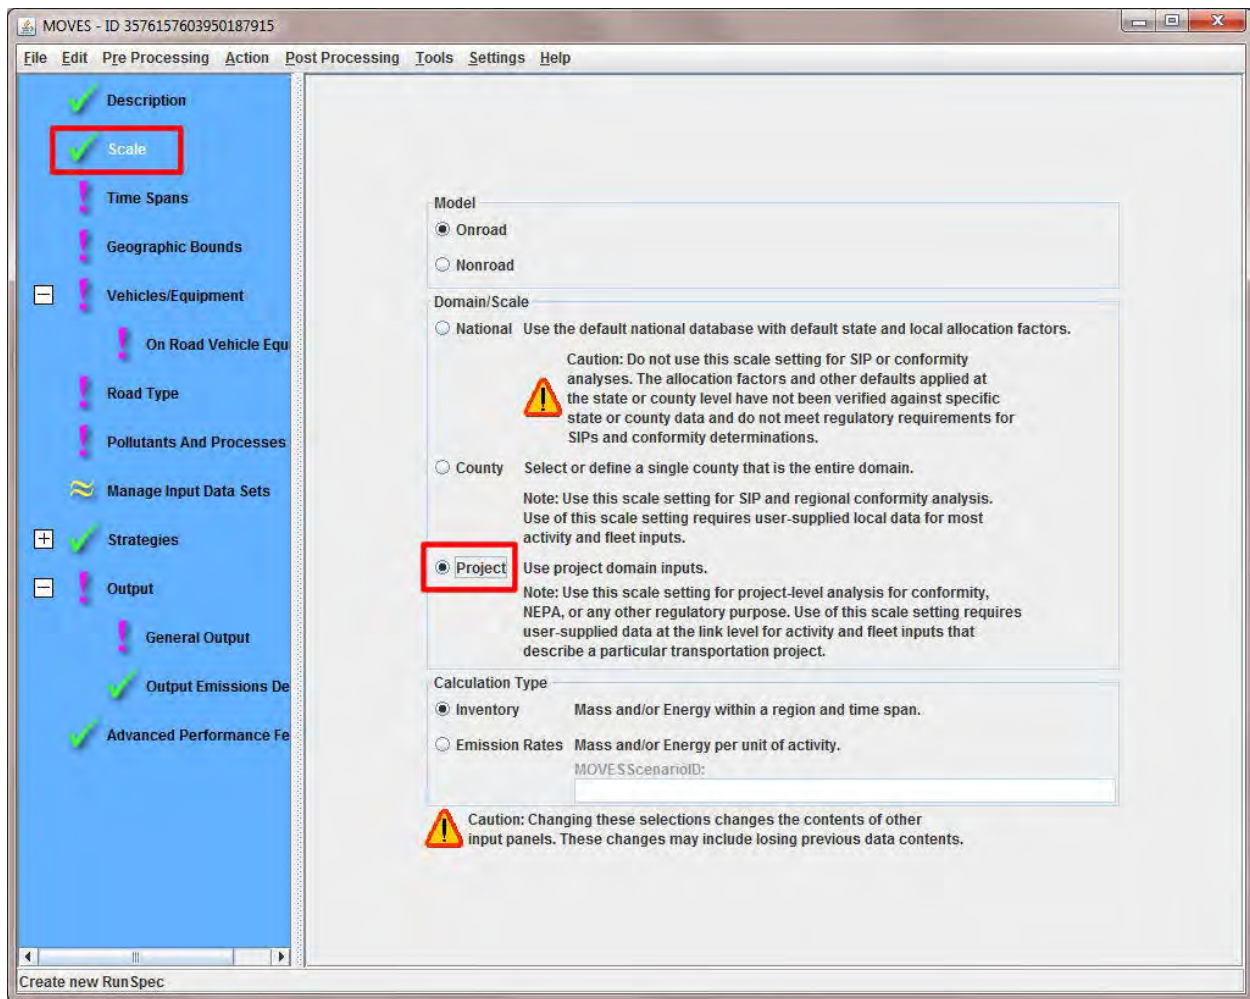 MOVES - ID 3576157603950187915
File Edit Pre Processing Action Post Processing Tools Settings Help
Description
Scale
Time Spans
Geographic Bounds
Vehicles/Equipment
On Road Vehicle Equ
Road Type
Pollutants And Processes
Manage Input Data Sets
Strategies
Output
General Output
Output Emissions De
Advanced Performance Fe
Model
Onroad
Nonroad
Domain/Scale
National Use the default national database with default state and local allocation factors.
Caution: Do not use this scale setting for SIP or conformity
analyses. The allocation factors and other defaults applied at
the state or county level have not been verified against specific
state or county data and do not meet regulatory requirements for
SIPs and conformity determinations.
County Select or define a single county that is the entire domain.
Note: Use this scale setting for SIP and regional conformity analysis.
Use of this scale setting requires user-supplied local data for most
activity and fleet inputs.
Project Use project domain inputs.
Note: Use this scale setting for project-level analysis for conformity,
NEPA, or any other regulatory purpose. Use of this scale setting requires
user-supplied data at the link level for activity and fleet inputs that
describe a particular transportation project.
Calculation Type
Inventory Mass and/or Energy within a region and time span.
Emission Rates Mass and/or Energy per unit of activity.
MOVESScenarioID:
Caution: Changing these selections changes the contents of other
input panels. These changes may include losing previous data contents.
Create new RunSpec